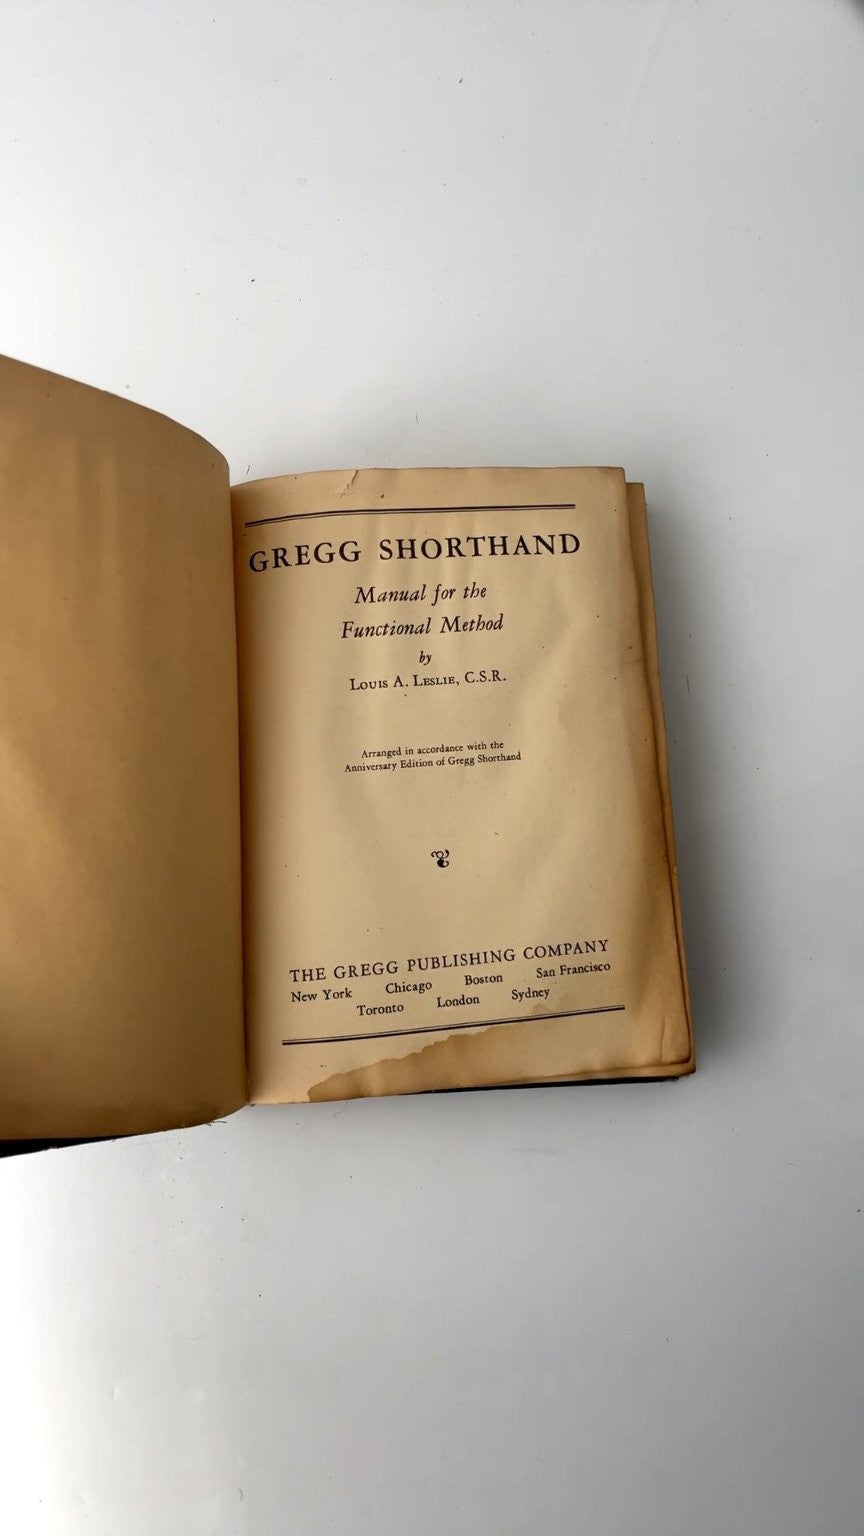 GREGG SHORTHAND
Manual for the
Functional Method
by
Louis A. Leslie, C.S.R.
Arranged in accordance with the
Anniversary Edition of Gregg Shorthand
THE GREGG PUBLISHING COMPANY
New York Chicago Boston San Francisco
Toronto London Sydney